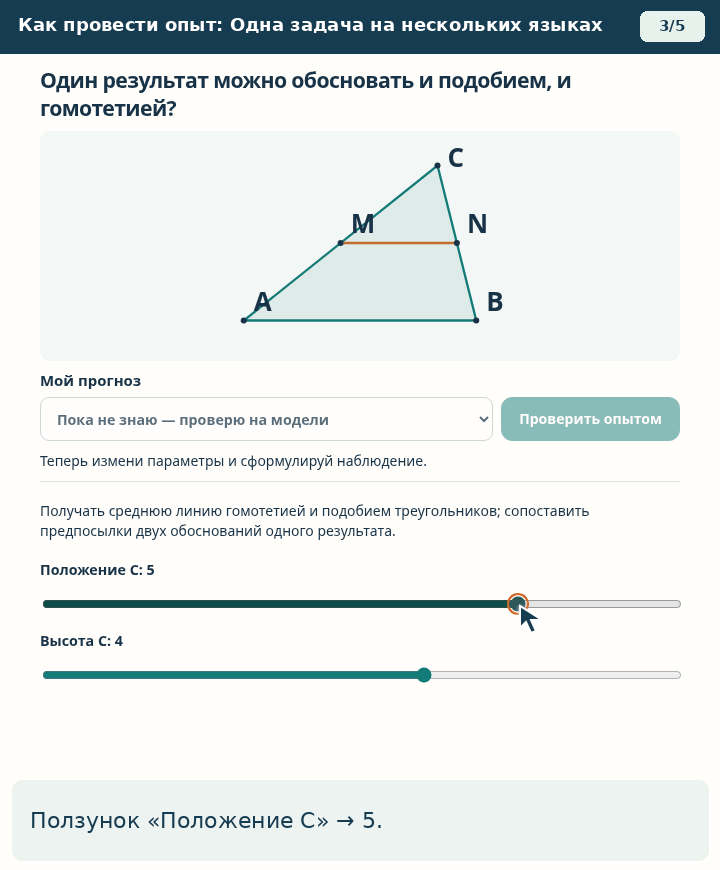 Как провести опыт: Одна задача на нескольких языках
3/5
Один результат можно обосновать и подобием, и
гомотетией?
C
M
N
A
B
Мой прогноз
Пока не знаю — проверю на модели
Проверить опытом
Теперь измени параметры и сформулируй наблюдение.
Получать среднюю линию гомотетией и подобием треугольников; сопоставить
предпосылки двух обоснований одного результата.
Положение C: 5
Высота C: 4
Ползунок «Положение C» → 5.